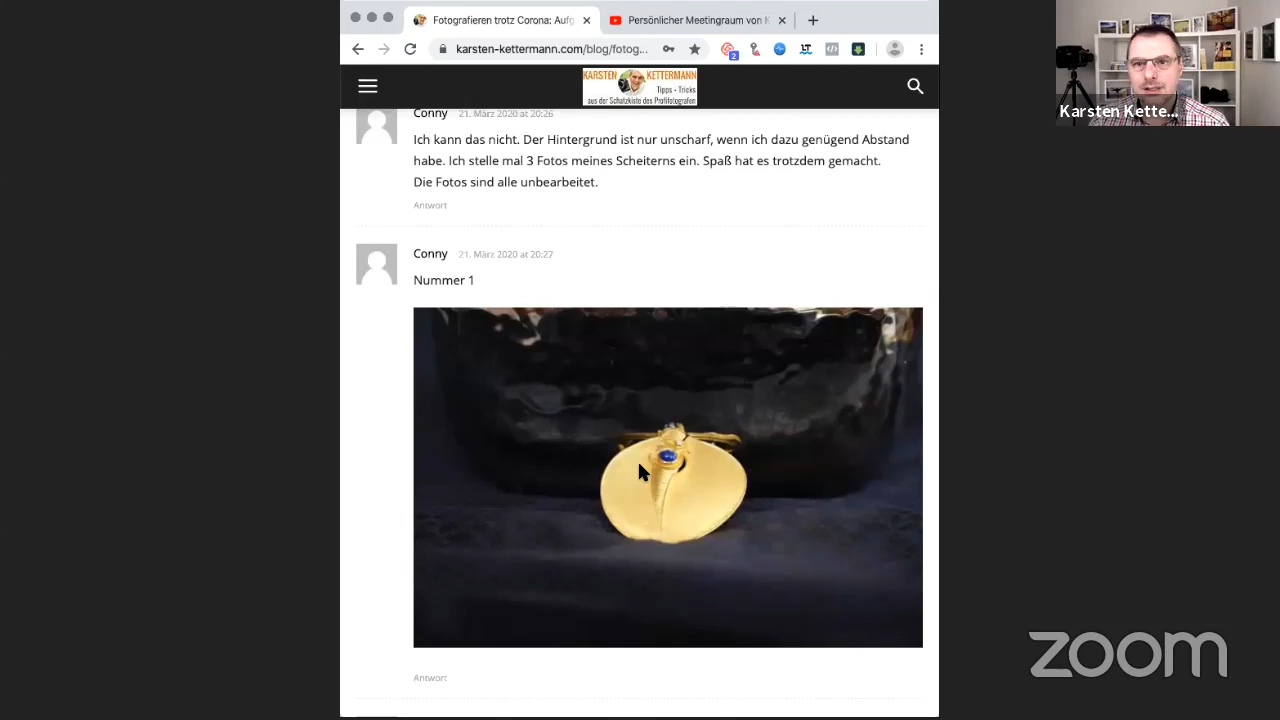 Fotografieren trotz Corona: Aufg
Persönlicher Meetingraum von K
karsten-kettermann.com/blog/fotog...
2
LT
KARSTEN KETTERMANN
Tipps + Tricks
aus der Schatzkiste des Profifotografen
Karsten Kette...
Conny 21. März 2020 at 20:26
Ich kann das nicht. Der Hintergrund ist nur unscharf, wenn ich dazu genügend Abstand
habe. Ich stelle mal 3 Fotos meines Scheiterns ein. Spaß hat es trotzdem gemacht.
Die Fotos sind alle unbearbeitet.
Antwort
Conny 21. März 2020 at 20:27
Nummer 1
Antwort
zoom